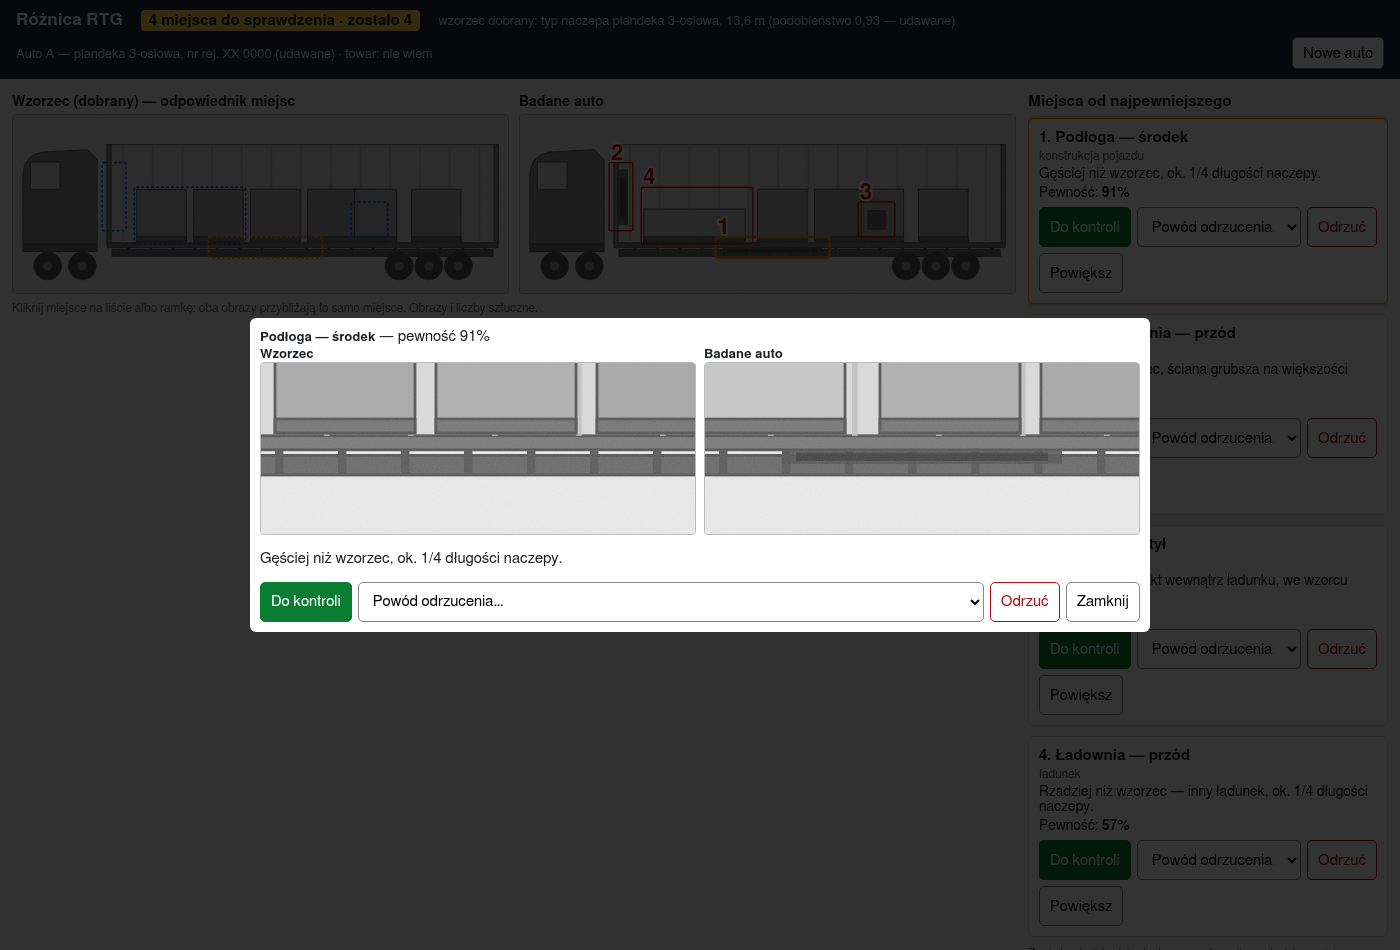 Różnica RTG
4 miejsca do sprawdzenia · zostało 4
wzorzec dobrany: typ naczepa plandeka 3-osiowa, 13,6 m (podobieństwo 0,93 — udawane)
Auto A — plandeka 3-osiowa, nr rej. XX 0000 (udawane) · towar: nie wiem
Nowe auto
Wzorzec (dobrany) — odpowiednik miejsc
Badane auto
2
4
3
1
Kliknij miejsce na liście albo ramkę: oba obrazy przybliżają to samo miejsce. Obrazy i liczby sztuczne.
Miejsca od najpewniejszego
1. Podłoga — środek
konstrukcja pojazdu
Gęściej niż wzorzec, ok. 1/4 długości naczepy.
Pewność: 91%
Do kontroli
Powód odrzucenia
Odrzuć
Powiększ
nia — przód
ec, ściana grubsza na większości
Powód odrzucenia
Odrzuć
tył
kt wewnątrz ładunku, we wzorcu
Do kontroli
Powód odrzucenia
Odrzuć
Powiększ
4. Ładownia — przód
ładunek
Rzadziej niż wzorzec — inny ładunek, ok. 1/4 długości
naczepy.
Pewność: 57%
Do kontroli
Powód odrzucenia
Odrzuć
Powiększ
Podłoga — środek — pewność 91%
Wzorzec
Badane auto
Gęściej niż wzorzec, ok. 1/4 długości naczepy.
Do kontroli
Powód odrzucenia...
Odrzuć
Zamknij